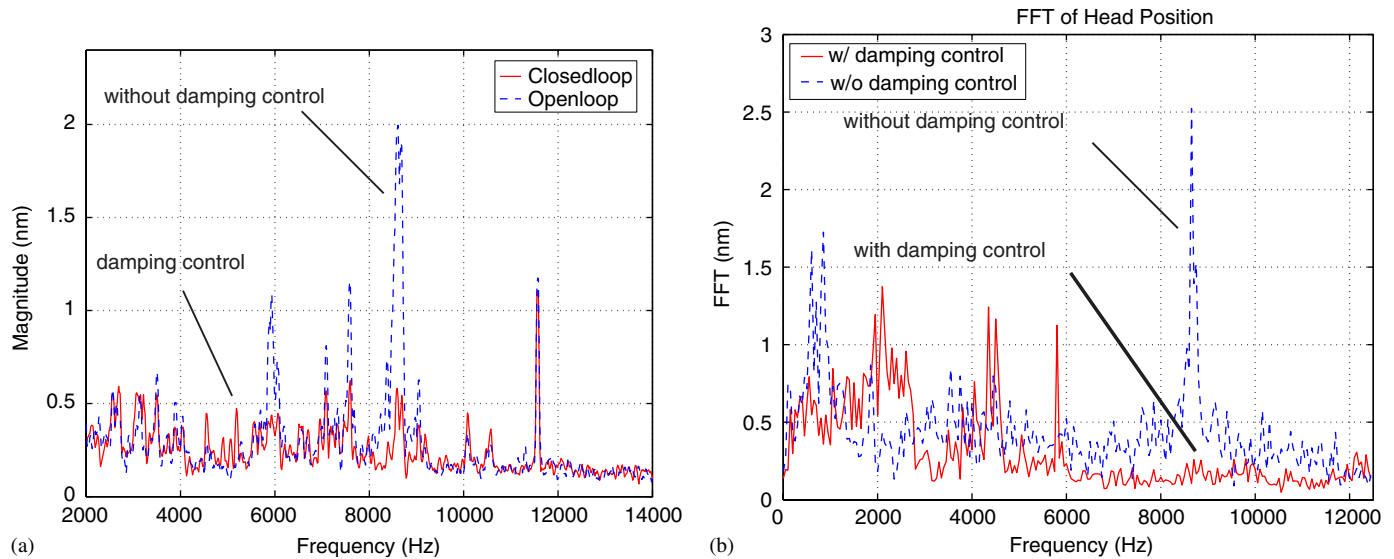 Closedloop
Openloop
without damping control
damping control
2
1.5
1
0.5
0
Magnitude (nm)
2000
4000
6000
8000
10000
12000
14000
Frequency (Hz)
(a)
FFT of Head Position
w/ damping control
w/o damping control
without damping control
with damping control
3
2.5
2
1.5
1
0.5
0
FFT (nm)
0
2000
4000
6000
8000
10000
12000
Frequency (Hz)
(b)